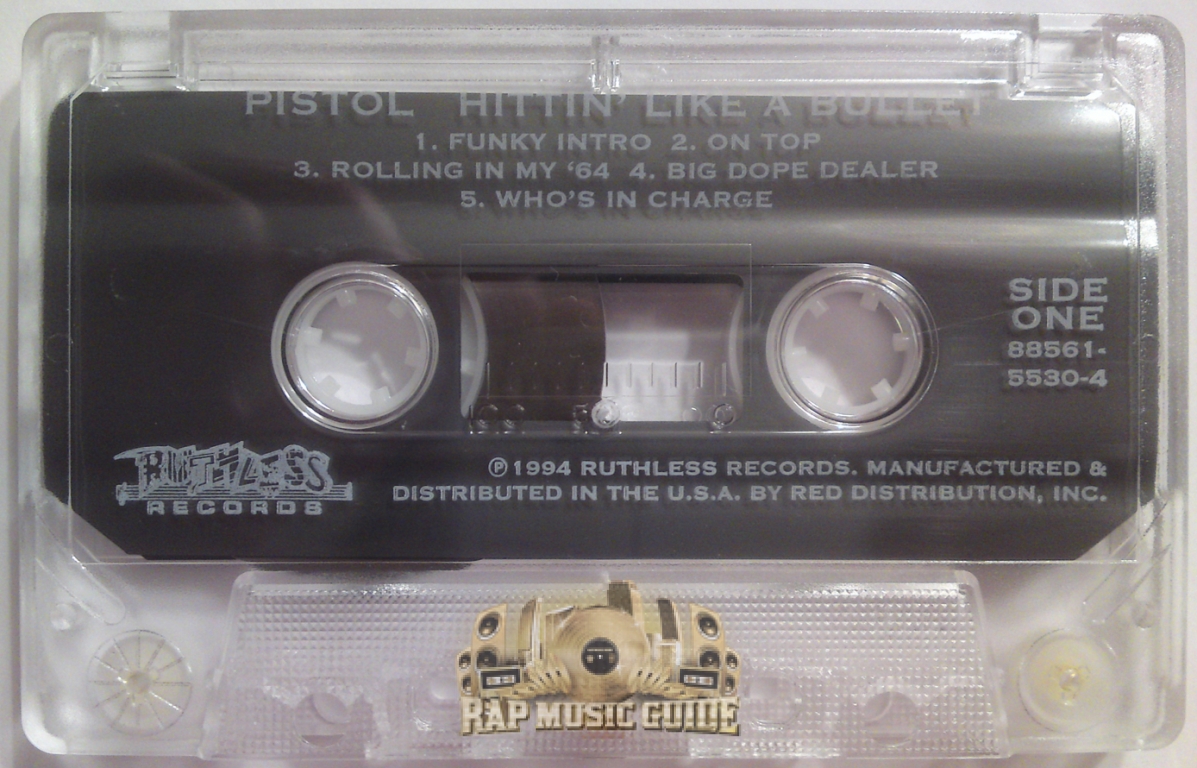 PISTOL HITTIN' LIKE A BULLET
1. FUNKY INTRO 2. ON TOP
3. ROLLING IN MY '64 4. BIG DOPE DEALER
5. WHO'S IN CHARGE
SIDE
ONE
88561-
5530-4
RUTHLESS
RECORDS
℗1994 RUTHLESS RECORDS. MANUFACTURED &
DISTRIBUTED IN THE U.S.A. BY RED DISTRIBUTION, INC.
RAP MUSIC GUIDE